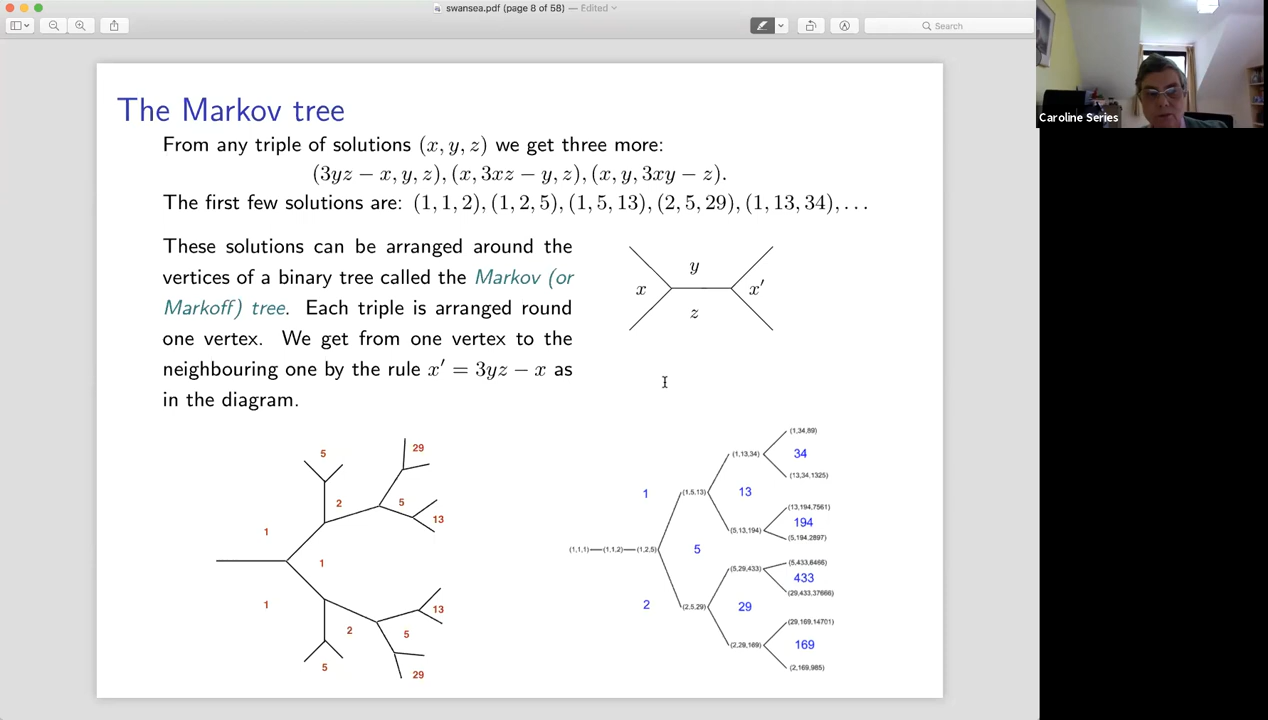 swansea.pdf (page 8 of 58) — Edited
Search
Caroline Series
The Markov tree
From any triple of solutions (x, y, z) we get three more:
(3yz − x, y, z), (x, 3xz − y, z), (x, y, 3xy − z).
The first few solutions are: (1, 1, 2), (1, 2, 5), (1, 5, 13), (2, 5, 29), (1, 13, 34), . . .
These solutions can be arranged around the
vertices of a binary tree called the Markov (or
Markoff) tree. Each triple is arranged round
one vertex. We get from one vertex to the
neighbouring one by the rule x′ = 3yz − x as
in the diagram.
y
x
x′
z
5
29
2
5
13
1
1
1
13
2
5
5
29
(1,34,89)
(1,13,34)
34
(13,34,1325)
1
(1,5,13)
13
(13,194,7561)
(5,13,194)
194
(5,194,2897)
(1,1,1)
(1,1,2)
(1,2,5)
5
(5,433,6466)
(5,29,433)
433
(29,433,37666)
2
(2,5,29)
29
(29,169,14701)
(2,29,169)
169
(2,169,985)